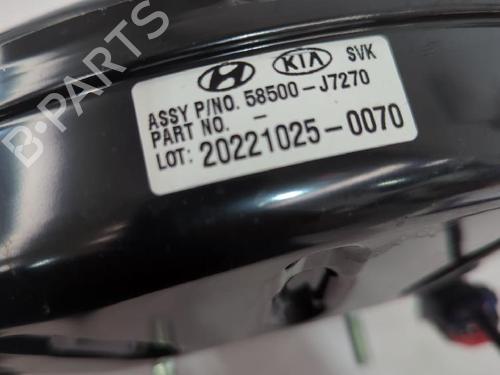 B-PARTS
KIA SVK
ASSY P/NO. 58500-J7270
PART NO. -
LOT: 20221025-0070